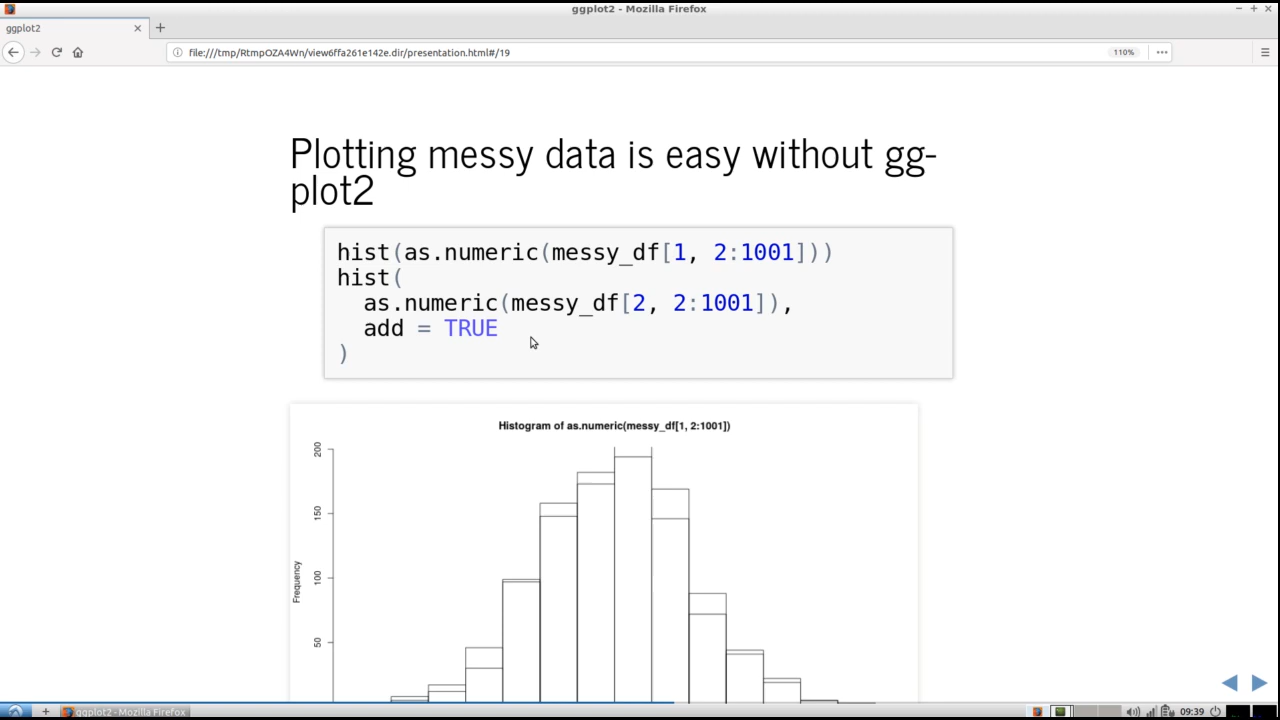 ggplot2 - Mozilla Firefox
ggplot2
file:///tmp/RtmpOZA4Wn/view6ffa261e142e.dir/presentation.html#/19
110%
Plotting messy data is easy without gg-
plot2
hist(as.numeric(messy_df[1, 2:1001]))
hist(
as.numeric(messy_df[2, 2:1001]),
add = TRUE
)
Histogram of as.numeric(messy_df[1, 2:1001])
200
150
100
50
Frequency
ggplot2 - Mozilla Firefox
09:39